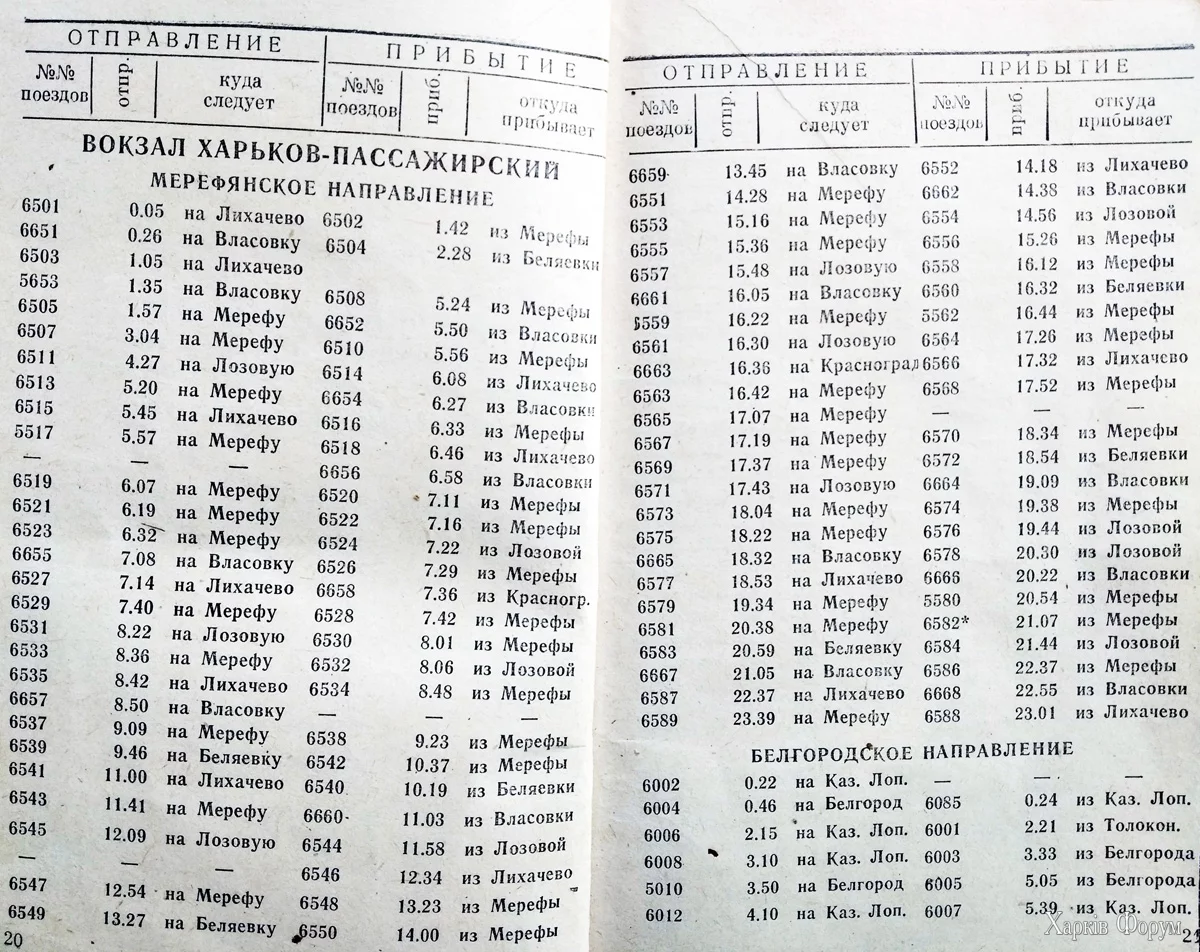 ОТПРАВЛЕНИЕ ПРИБЫТИЕ
№№ поездов отпр. куда следует №№ поездов приб. откуда прибывает
ВОКЗАЛ ХАРЬКОВ-ПАССАЖИРСКИЙ
МЕРЕФЯНСКОЕ НАПРАВЛЕНИЕ
6501 0.05 на Лихачево 6502 1.42 из Мерефы
6651 0.26 на Власовку 6504 2.28 из Беляевки
6503 1.05 на Лихачево
5653 1.35 на Власовку 6508 5.24 из Мерефы
6505 1.57 на Мерефу 6652 5.50 из Власовки
6507 3.04 на Мерефу 6510 5.56 из Мерефы
6511 4.27 на Лозовую 6514 6.08 из Лихачево
6513 5.20 на Мерефу 6654 6.27 из Власовки
6515 5.45 на Лихачево 6516 6.33 из Мерефы
5517 5.57 на Мерефу 6518 6.46 из Лихачево
— — — 6656 6.58 из Власовки
6519 6.07 на Мерефу 6520 7.11 из Мерефы
6521 6.19 на Мерефу 6522 7.16 из Мерефы
6523 6.32 на Мерефу 6524 7.22 из Лозовой
6655 7.08 на Власовку 6526 7.29 из Мерефы
6527 7.14 на Лихачево 6658 7.36 из Красногр.
6529 7.40 на Мерефу 6528 7.42 из Мерефы
6531 8.22 на Лозовую 6530 8.01 из Мерефы
6533 8.36 на Мерефу 6532 8.06 из Лозовой
6535 8.42 на Лихачево 6534 8.48 из Мерефы
6657 8.50 на Власовку — — —
6537 9.09 на Мерефу 6538 9.23 из Мерефы
6539 9.46 на Беляевку 6542 10.37 из Мерефы
6541 11.00 на Лихачево 6540 10.19 из Беляевки
6543 11.41 на Мерефу 6660 11.03 из Власовки
6545 12.09 на Лозовую 6544 11.58 из Лозовой
— — — 6546 12.34 из Лихачево
6547 12.54 на Мерефу 6548 13.23 из Мерефы
6549 13.27 на Беляевку 6550 14.00 из Мерефы
20
ОТПРАВЛЕНИЕ ПРИБЫТИЕ
№№ поездов отпр. куда следует №№ поездов приб. откуда прибывает
6659 13.45 на Власовку 6552 14.18 из Лихачево
6551 14.28 на Мерефу 6662 14.38 из Власовки
6553 15.16 на Мерефу 6554 14.56 из Лозовой
6555 15.36 на Мерефу 6556 15.26 из Мерефы
6557 15.48 на Лозовую 6558 16.12 из Мерефы
6661 16.05 на Власовку 6560 16.32 из Беляевки
5559 16.22 на Мерефу 5562 16.44 из Мерефы
6561 16.30 на Лозовую 6564 17.26 из Мерефы
6663 16.36 на Красноград 6566 17.32 из Лихачево
6563 16.42 на Мерефу 6568 17.52 из Мерефы
6565 17.07 на Мерефу — — —
6567 17.19 на Мерефу 6570 18.34 из Мерефы
6569 17.37 на Мерефу 6572 18.54 из Беляевки
6571 17.43 на Лозовую 6664 19.09 из Власовки
6573 18.04 на Мерефу 6574 19.38 из Мерефы
6575 18.22 на Мерефу 6576 19.44 из Лозовой
6665 18.32 на Власовку 6578 20.30 из Лозовой
6577 18.53 на Лихачево 6666 20.22 из Власовки
6579 19.34 на Мерефу 5580 20.54 из Мерефы
6581 20.38 на Мерефу 6582* 21.07 из Мерефы
6583 20.59 на Беляевку 6584 21.44 из Лозовой
6667 21.05 на Власовку 6586 22.37 из Мерефы
6587 22.37 на Лихачево 6668 22.55 из Власовки
6589 23.39 на Мерефу 6588 23.01 из Лихачево
БЕЛГОРОДСКОЕ НАПРАВЛЕНИЕ
6002 0.22 на Каз. Лоп. — — —
6004 0.46 на Белгород 6085 0.24 из Каз. Лоп.
6006 2.15 на Каз. Лоп. 6001 2.21 из Толокон.
6008 3.10 на Каз. Лоп. 6003 3.33 из Белгорода
5010 3.50 на Белгород 6005 5.05 из Белгорода
6012 4.10 на Каз. Лоп. 6007 5.39 из Каз. Лоп.
Харків Форум
21